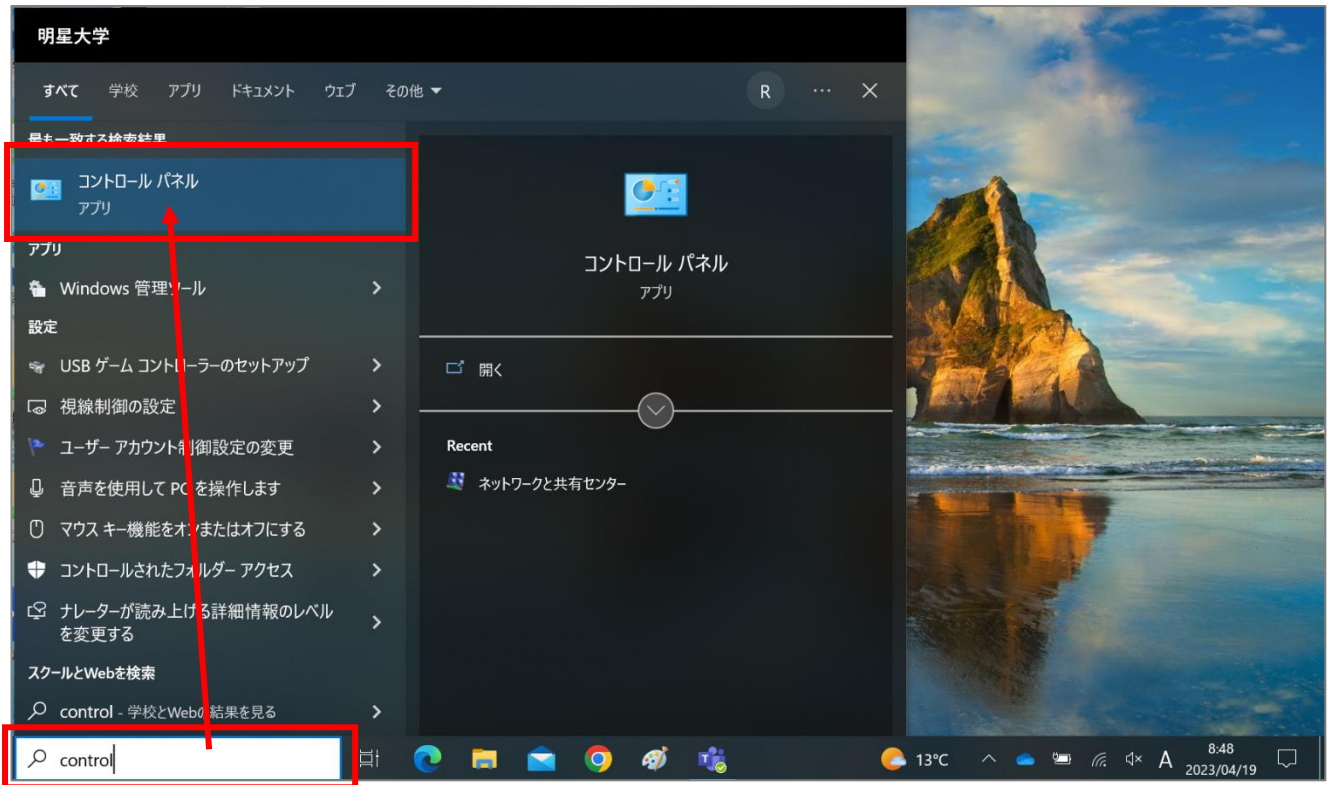 明星大学
すべて 学校 アプリ ドキュメント ウェブ その他 R … ×
最も一致する検索結果
コントロール パネル
アプリ
アプリ
Windows 管理ツール
設定
USB ゲーム コントローラーのセットアップ
視線制御の設定
ユーザー アカウント制御設定の変更
音声を使用して PC を操作します
マウス キー機能をオンまたはオフにする
コントロールされたフォルダー アクセス
ナレーターが読み上げる詳細情報のレベル
を変更する
スクールとWebを検索
control - 学校とWebの結果を見る
コントロール パネル
アプリ
開く
Recent
ネットワークと共有センター
control
13°C A 8:48
2023/04/19